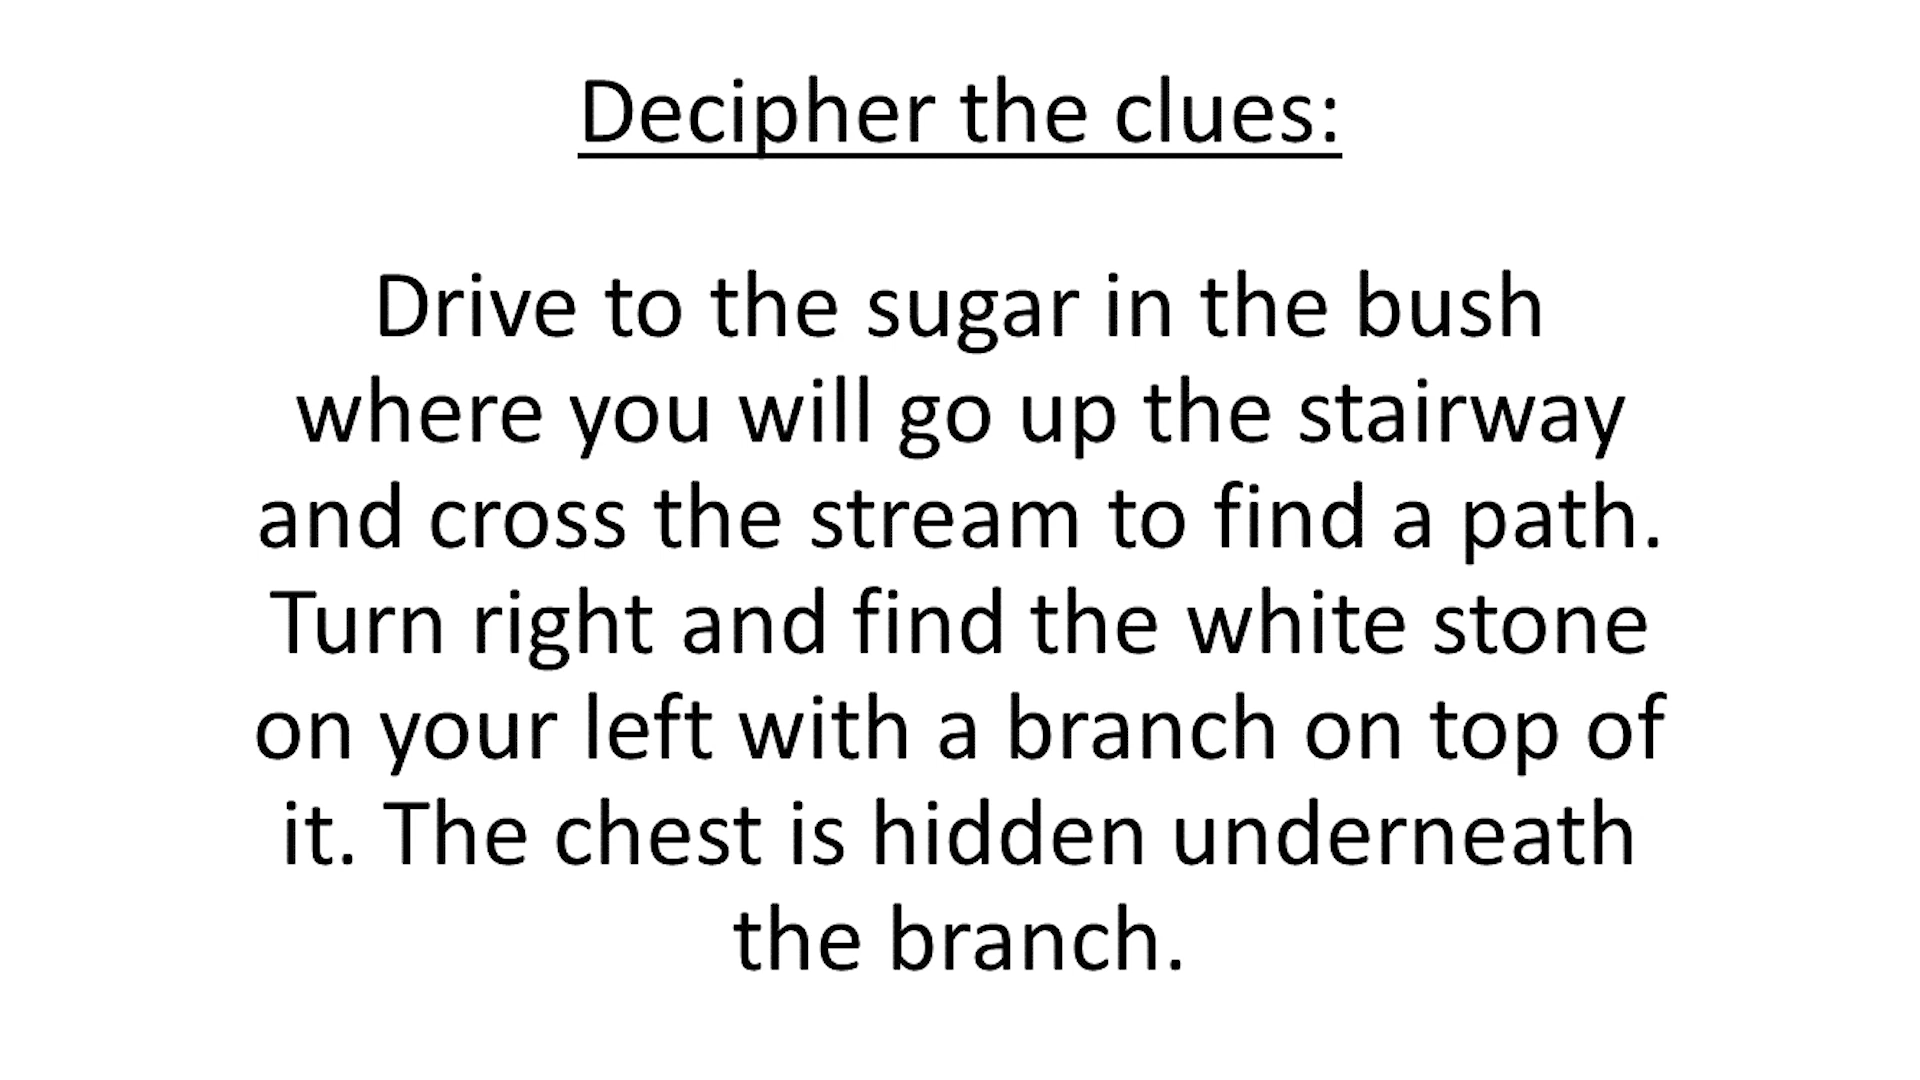 Decipher the clues:
Drive to the sugar in the bush
where you will go up the stairway
and cross the stream to find a path.
Turn right and find the white stone
on your left with a branch on top of
it. The chest is hidden underneath
the branch.